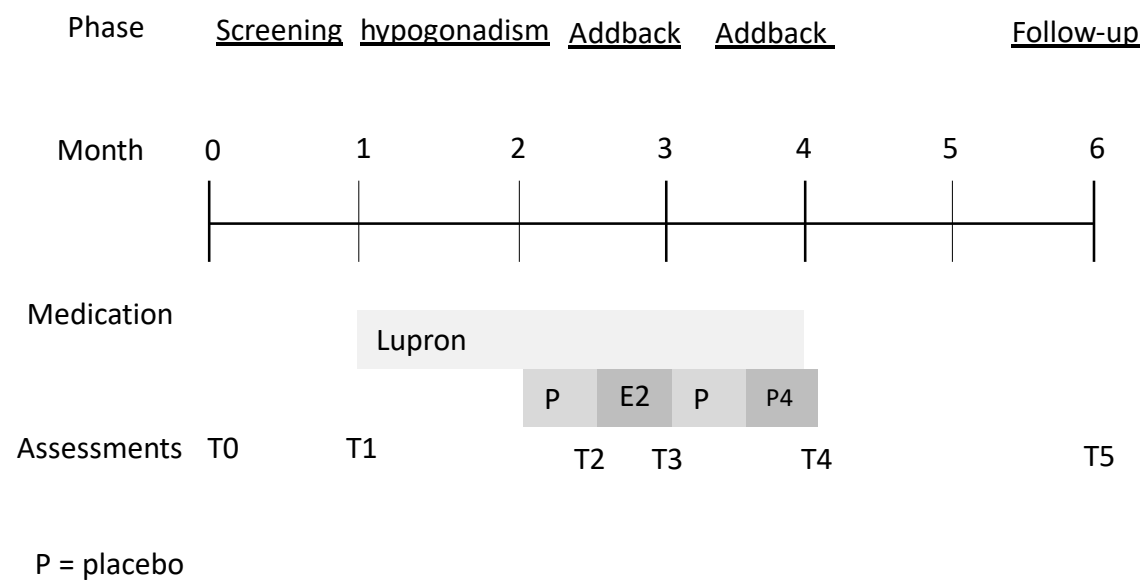 Phase Screening hypogonadism Addback Addback Follow-up
Month 0 1 2 3 4 5 6
Medication
Lupron
P E2 P P4
Assessments T0 T1 T2 T3 T4 T5
P = placebo